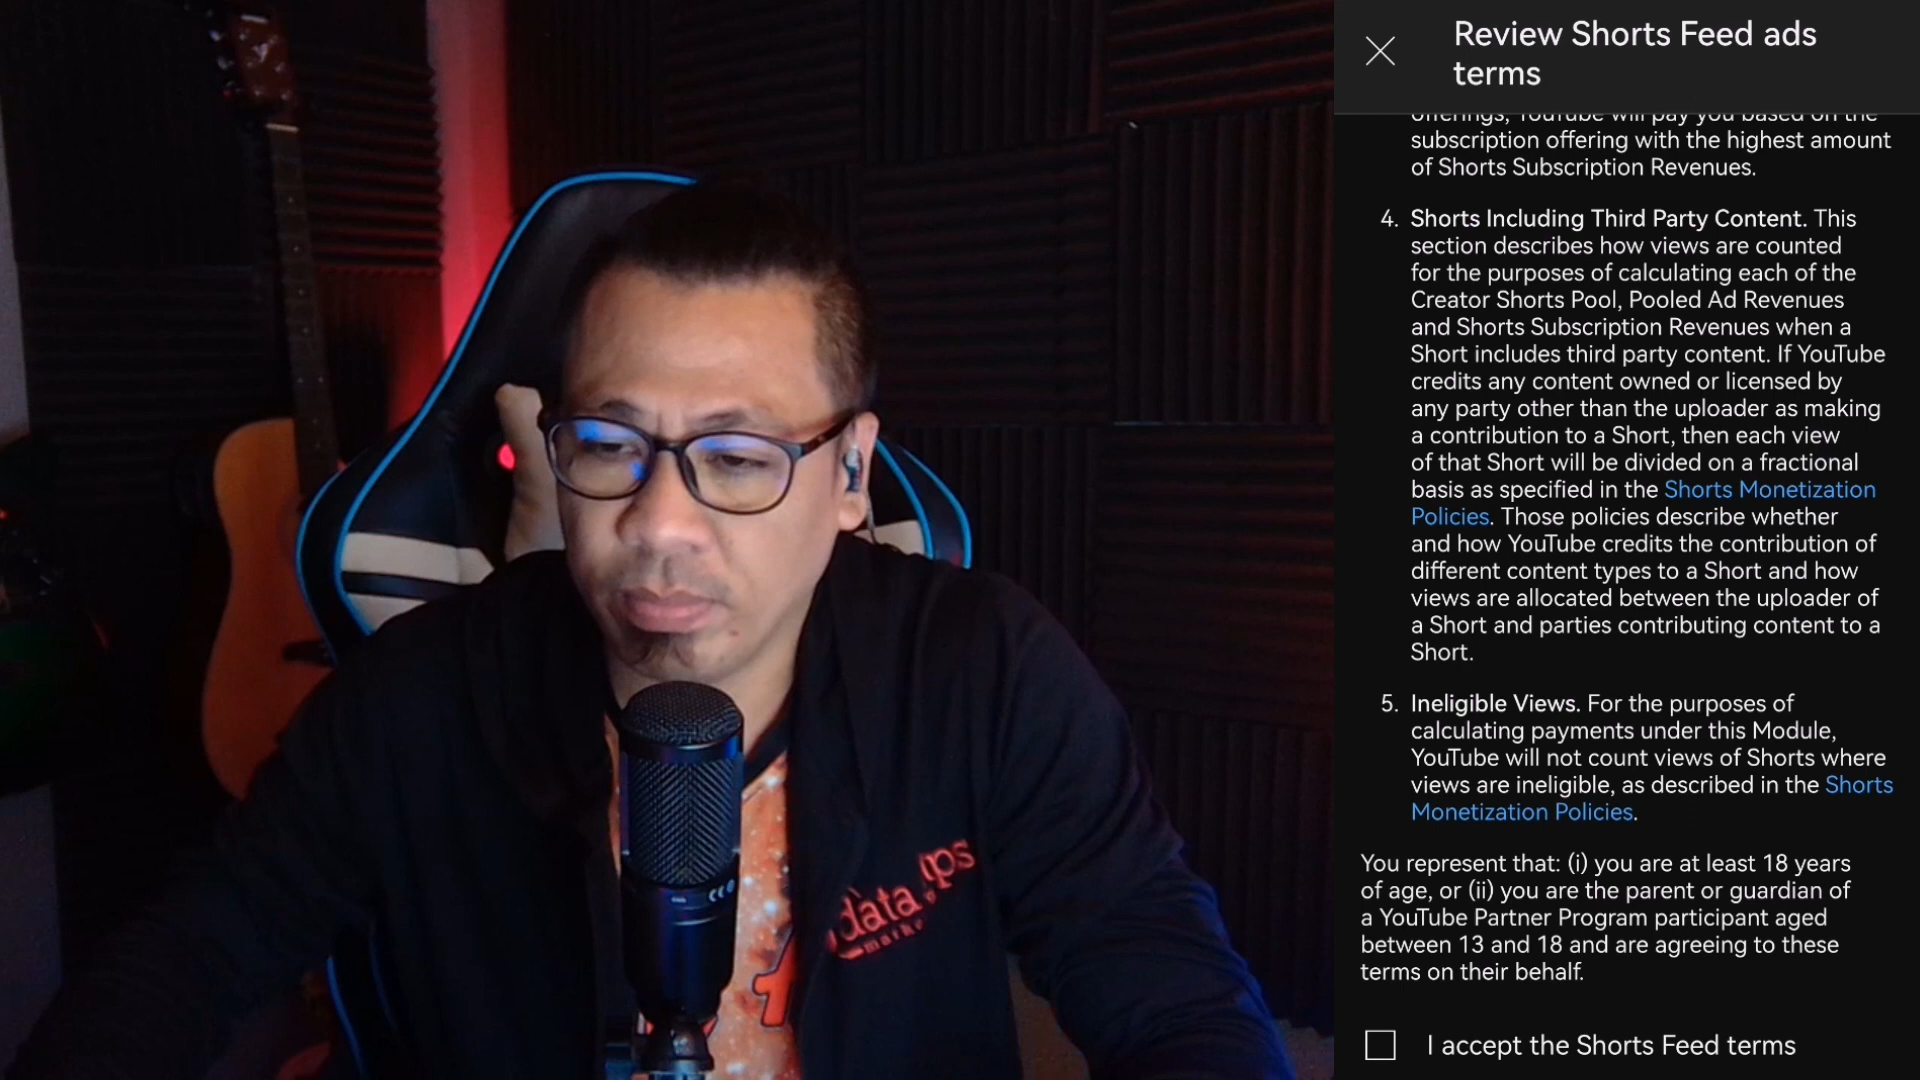 Review Shorts Feed ads
terms
offerings, YouTube will pay you based on the
subscription offering with the highest amount
of Shorts Subscription Revenues.
4. Shorts Including Third Party Content. This
section describes how views are counted
for the purposes of calculating each of the
Creator Shorts Pool, Pooled Ad Revenues
and Shorts Subscription Revenues when a
Short includes third party content. If YouTube
credits any content owned or licensed by
any party other than the uploader as making
a contribution to a Short, then each view
of that Short will be divided on a fractional
basis as specified in the Shorts Monetization
Policies. Those policies describe whether
and how YouTube credits the contribution of
different content types to a Short and how
views are allocated between the uploader of
a Short and parties contributing content to a
Short.
5. Ineligible Views. For the purposes of
calculating payments under this Module,
YouTube will not count views of Shorts where
views are ineligible, as described in the Shorts
Monetization Policies.
You represent that: (i) you are at least 18 years
of age, or (ii) you are the parent or guardian of
a YouTube Partner Program participant aged
between 13 and 18 and are agreeing to these
terms on their behalf.
I accept the Shorts Feed terms
data